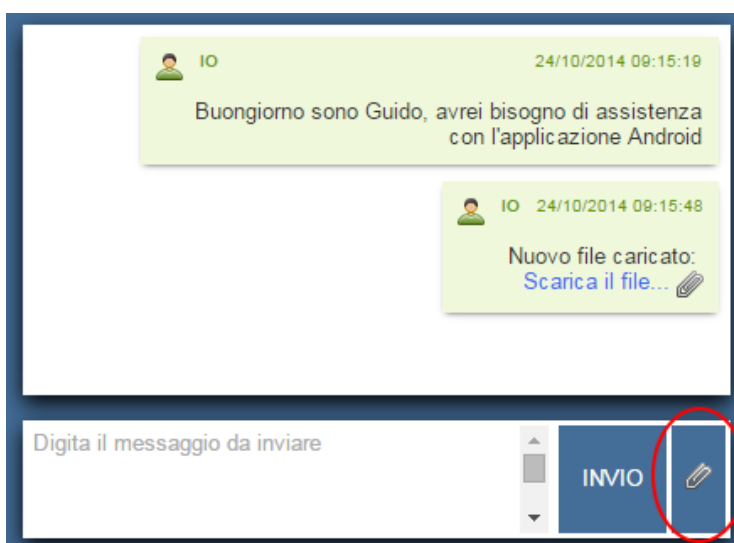 IO 24/10/2014 09:15:19
Buongiorno sono Guido, avrei bisogno di assistenza
con l'applicazione Android
IO 24/10/2014 09:15:48
Nuovo file caricato:
Scarica il file...
Digita il messaggio da inviare
INVIO